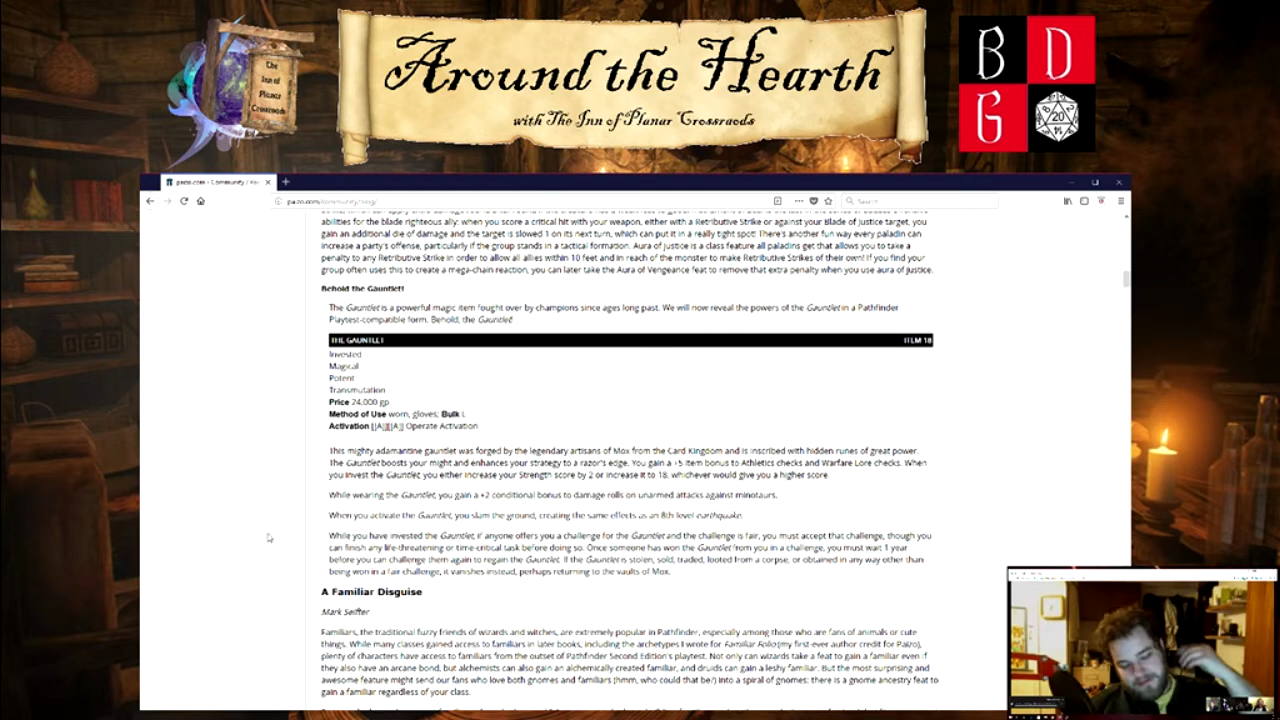 The
Inn of
Planar
Crossroads
Around the Hearth
with The Inn of Planar Crossroads
B D
G 20
paizo.com - Community /
paizo.com/community/blog/
Search
abilities for the blade righteous ally: when you score a critical hit with your weapon, either with a Retributive Strike or against your Blade of Justice target, you
gain an additional die of damage and the target is slowed 1 on its next turn, which can put it in a really tight spot! There's another fun way every paladin can
increase a party's offense, particularly if the group stands in a tactical formation. Aura of justice is a class feature all paladins get that allows you to take a
penalty to any Retributive Strike in order to allow all allies within 10 feet and in reach of the monster to make Retributive Strikes of their own! If you find your
group often uses this to create a mega-chain reaction, you can later take the Aura of Vengeance feat to remove that extra penalty when you use aura of justice.
Behold the Gauntlet!
The Gauntlet is a powerful magic item fought over by champions since ages long past. We will now reveal the powers of the Gauntlet in a Pathfinder
Playtest-compatible form. Behold, the Gauntlet!
THE GAUNTLET ITEM 18
Invested
Magical
Potent
Transmutation
Price 24,000 gp
Method of Use worn, gloves; Bulk L
Activation [[A]][[A]] Operate Activation
This mighty adamantine gauntlet was forged by the legendary artisans of Mox from the Card Kingdom and is inscribed with hidden runes of great power.
The Gauntlet boosts your might and enhances your strategy to a razor's edge. You gain a +5 item bonus to Athletics checks and Warfare Lore checks. When
you invest the Gauntlet, you either increase your Strength score by 2 or increase it to 18, whichever would give you a higher score.
While wearing the Gauntlet, you gain a +2 conditional bonus to damage rolls on unarmed attacks against minotaurs.
When you activate the Gauntlet, you slam the ground, creating the same effects as an 8th level earthquake.
While you have invested the Gauntlet, if anyone offers you a challenge for the Gauntlet and the challenge is fair, you must accept that challenge, though you
can finish any life-threatening or time-critical task before doing so. Once someone has won the Gauntlet from you in a challenge, you must wait 1 year
before you can challenge them again to regain the Gauntlet. If the Gauntlet is stolen, sold, traded, looted from a corpse, or obtained in any way other than
being won in a fair challenge, it vanishes instead, perhaps returning to the vaults of Mox.
A Familiar Disguise
Mark Seifter
Familiars, the traditional fuzzy friends of wizards and witches, are extremely popular in Pathfinder, especially among those who are fans of animals or cute
things. While many classes gained access to familiars in later books, including the archetypes I wrote for Familiar Folio (my first-ever author credit for Paizo),
plenty of characters have access to familiars from the outset of Pathfinder Second Edition's playtest. Not only can wizards take a feat to gain a familiar even if
they also have an arcane bond, but alchemists can also gain an alchemically created familiar, and druids can gain a leshy familiar. But the most surprising and
awesome feature might send our fans who love both gnomes and familiars (hmm, who could that be?) into a spiral of gnomes: there is a gnome ancestry feat to
gain a familiar regardless of your class.